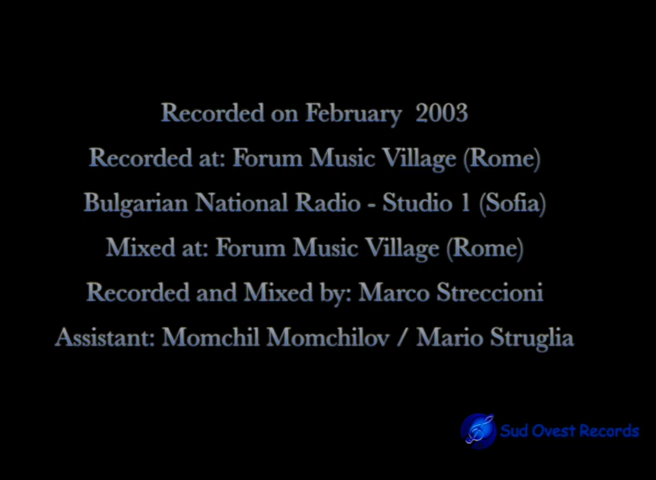 Recorded on February 2003
Recorded at: Forum Music Village (Rome)
Bulgarian National Radio - Studio 1 (Sofia)
Mixed at: Forum Music Village (Rome)
Recorded and Mixed by: Marco Streccioni
Assistant: Momchil Momchilov / Mario Struglia
Sud Ovest Records